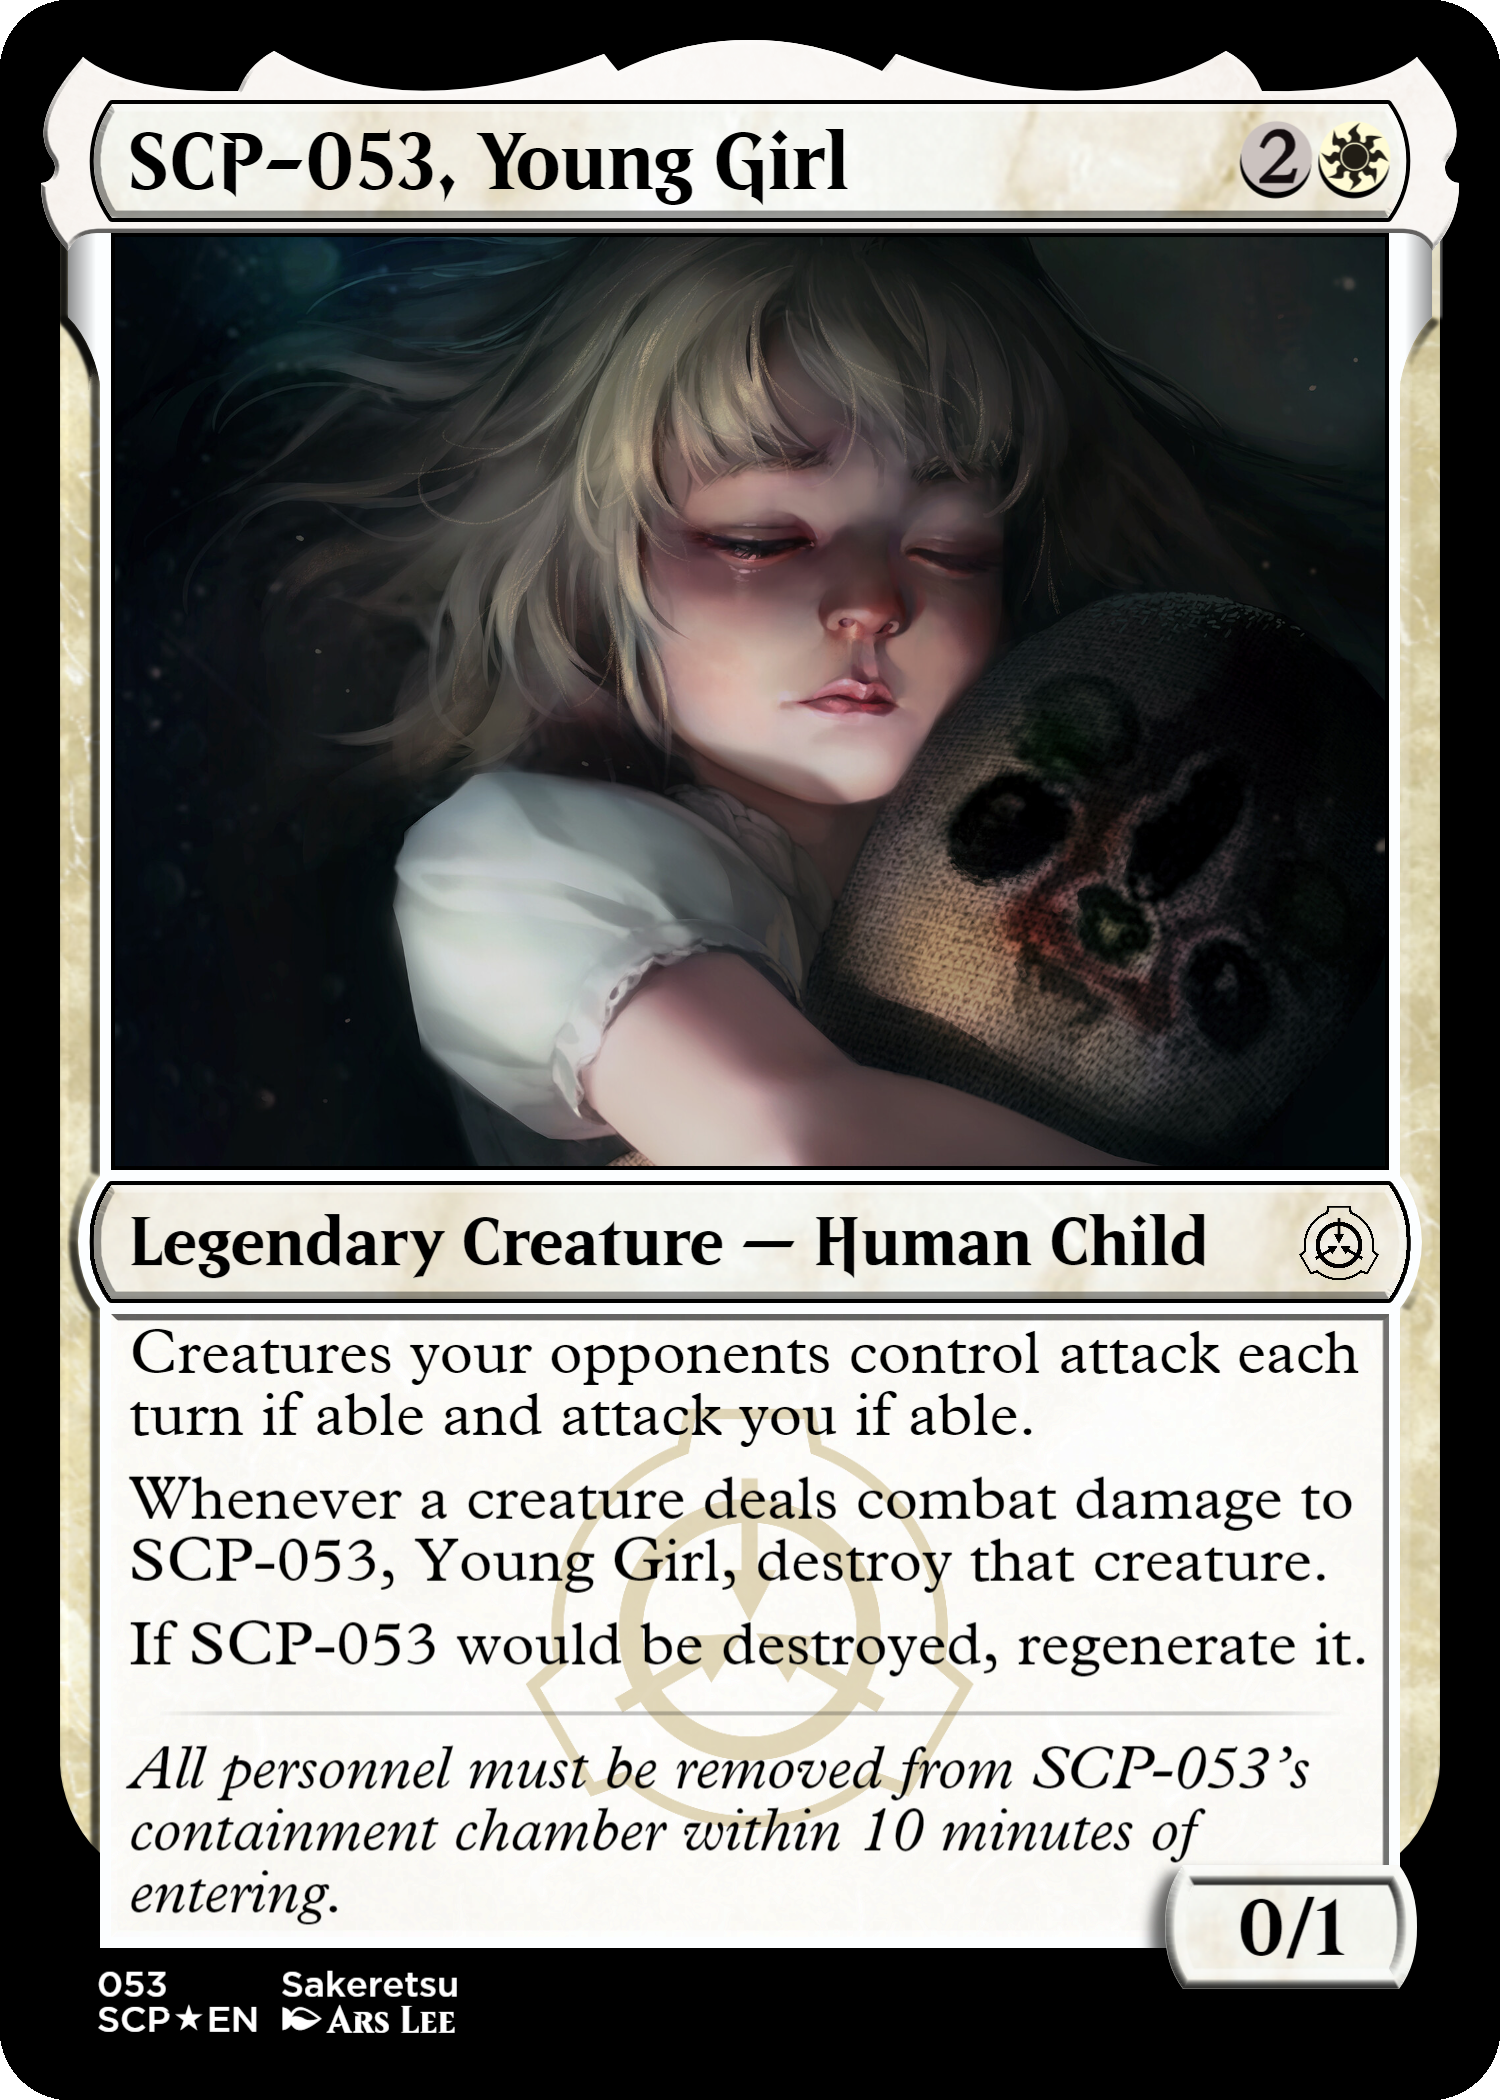 SCP-053, Young Girl 2
Legendary Creature — Human Child
Creatures your opponents control attack each
turn if able and attack you if able.
Whenever a creature deals combat damage to
SCP-053, Young Girl, destroy that creature.
If SCP-053 would be destroyed, regenerate it.
All personnel must be removed from SCP-053’s
containment chamber within 10 minutes of
entering.
0/1
053 Sakeretsu
SCP★EN Ars Lee